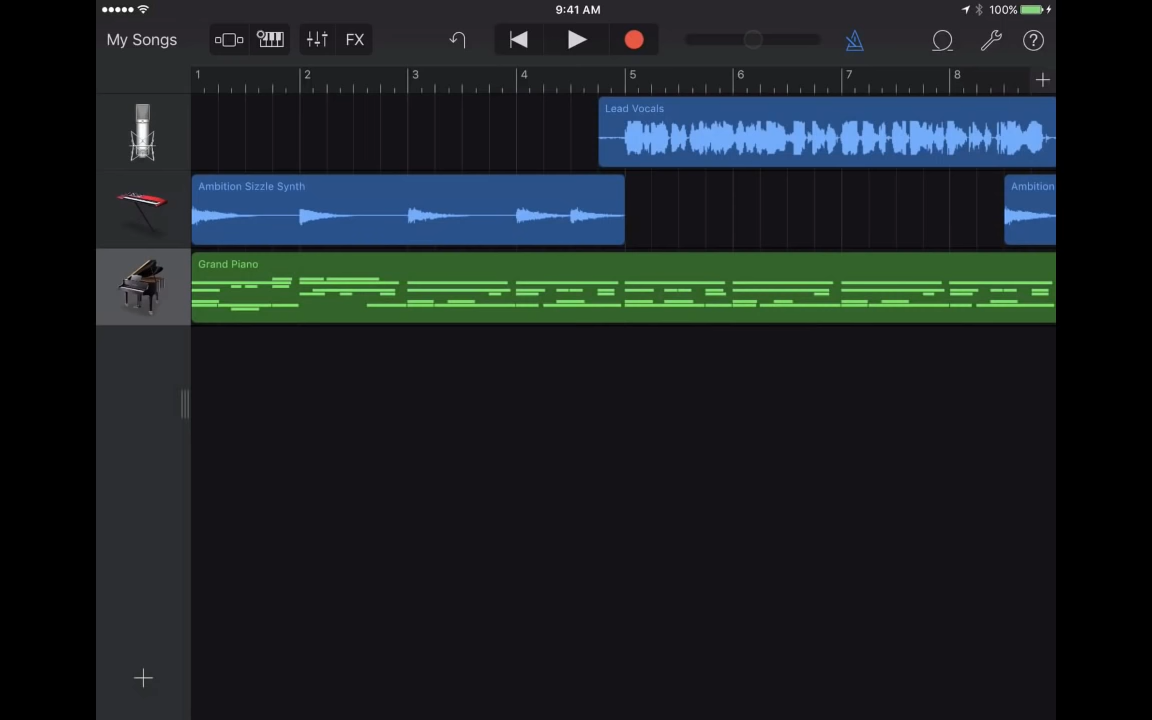 9:41 AM
100%
My Songs
FX
1 2 3 4 5 6 7 8
Lead Vocals
Ambition Sizzle Synth
Ambition
Grand Piano